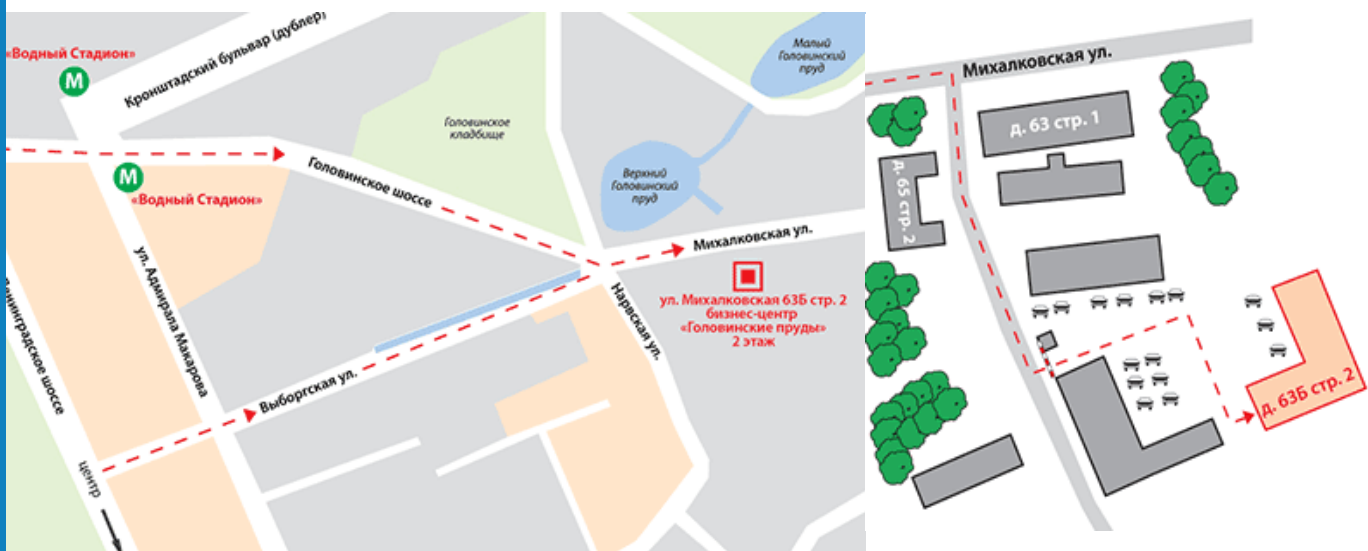 «Водный Стадион»
М
Кронштадский бульвар (дублер)
Малый
Головинский
пруд
Головинское
кладбище
Головинское шоссе
Верхний
Головинский
пруд
М
«Водный Стадион»
Михалковская ул.
ул. Михалковская 63Б стр. 2
бизнес-центр
«Головинские пруды»
2 этаж
Нарвская ул.
ул. Адмирала Макарова
Ленинградское шоссе
Выборгская ул.
центр
Михалковская ул.
д. 63 стр. 1
д. 65 стр. 2
д. 63Б стр. 2